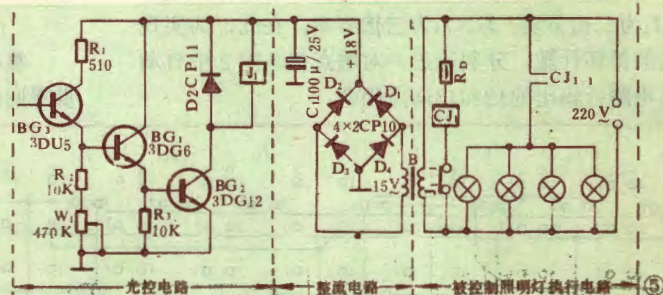 R₁
510
BG₃
3DU5
BG₁
3DG6
R₂
10K
W₁
470K
R₃
10K
BG₂
3DG12
D2CP11
J₁
C₁100μ 25V
+18V
D₂
D₁
4×2CP10
D₃
D₄
15V
B
R₄
CJ₁
CJ₁₋₁
220V
光控电路
整流电路
被控制照明灯执行电路
⑤